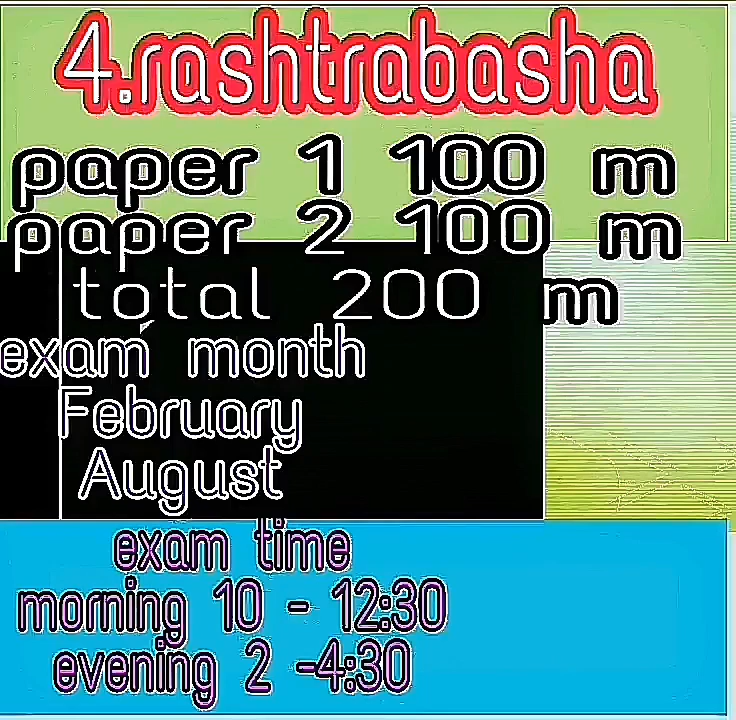 4.rashtrabasha
paper 1 100 m
paper 2 100 m
total 200 m
exam month
February
August
exam time
morning 10 - 12:30
evening 2 -4:30